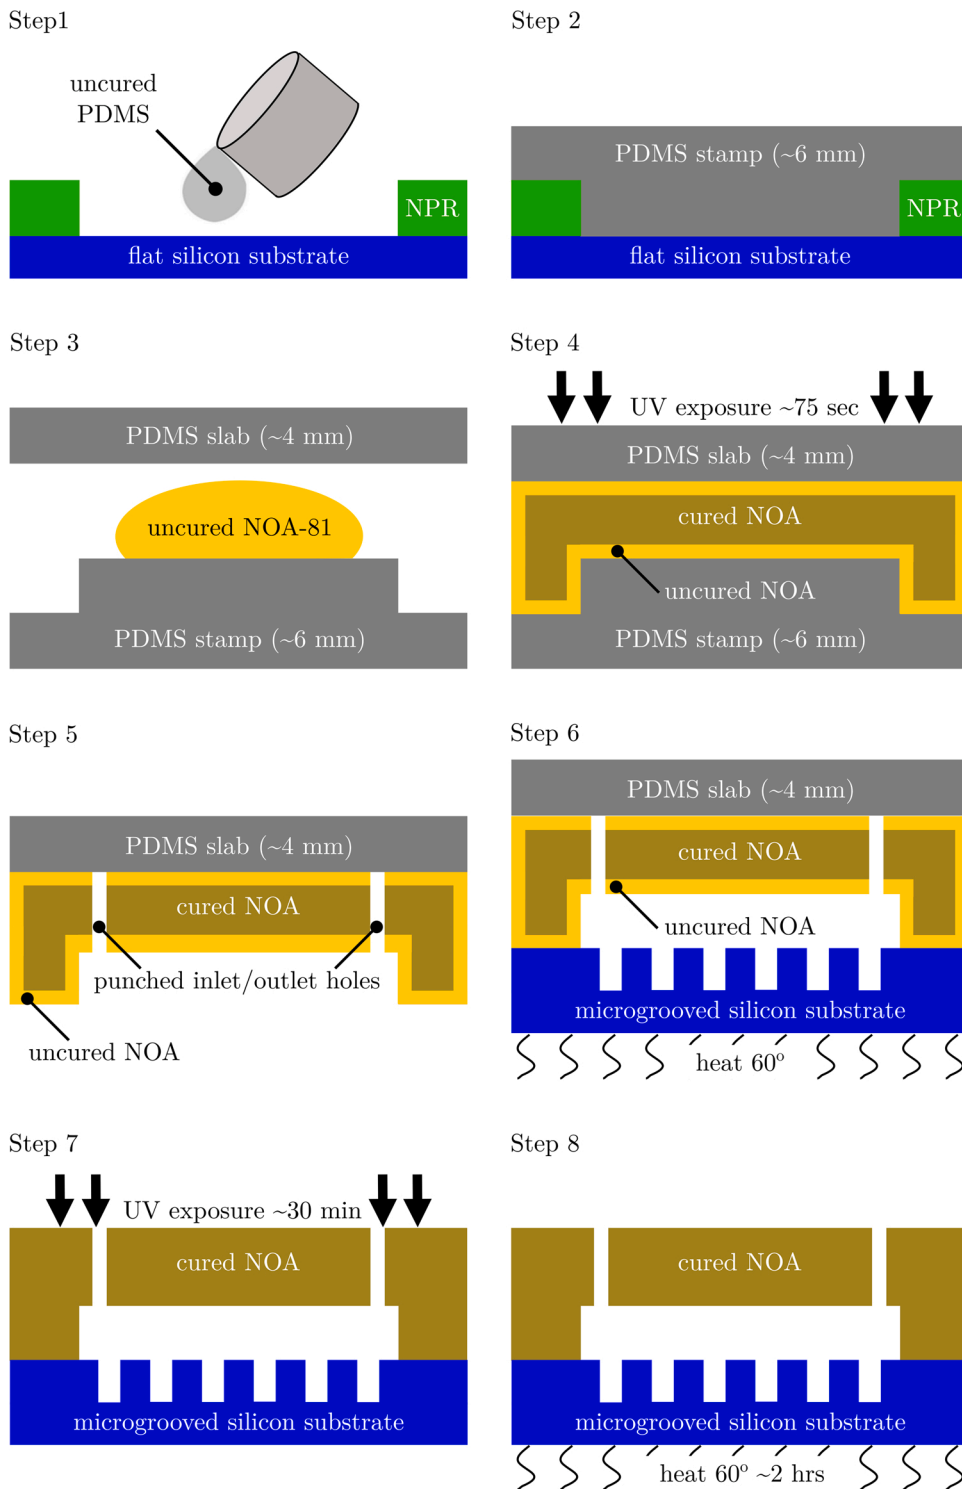 Step1
uncured
PDMS
NPR
flat silicon substrate
Step 2
PDMS stamp (~6 mm)
NPR
flat silicon substrate
Step 3
PDMS slab (~4 mm)
uncured NOA-81
PDMS stamp (~6 mm)
Step 4
UV exposure ~75 sec
PDMS slab (~4 mm)
cured NOA
uncured NOA
PDMS stamp (~6 mm)
Step 5
PDMS slab (~4 mm)
cured NOA
punched inlet/outlet holes
uncured NOA
Step 6
PDMS slab (~4 mm)
cured NOA
uncured NOA
microgrooved silicon substrate
heat 60°
Step 7
UV exposure ~30 min
cured NOA
microgrooved silicon substrate
Step 8
cured NOA
microgrooved silicon substrate
heat 60° ~2 hrs